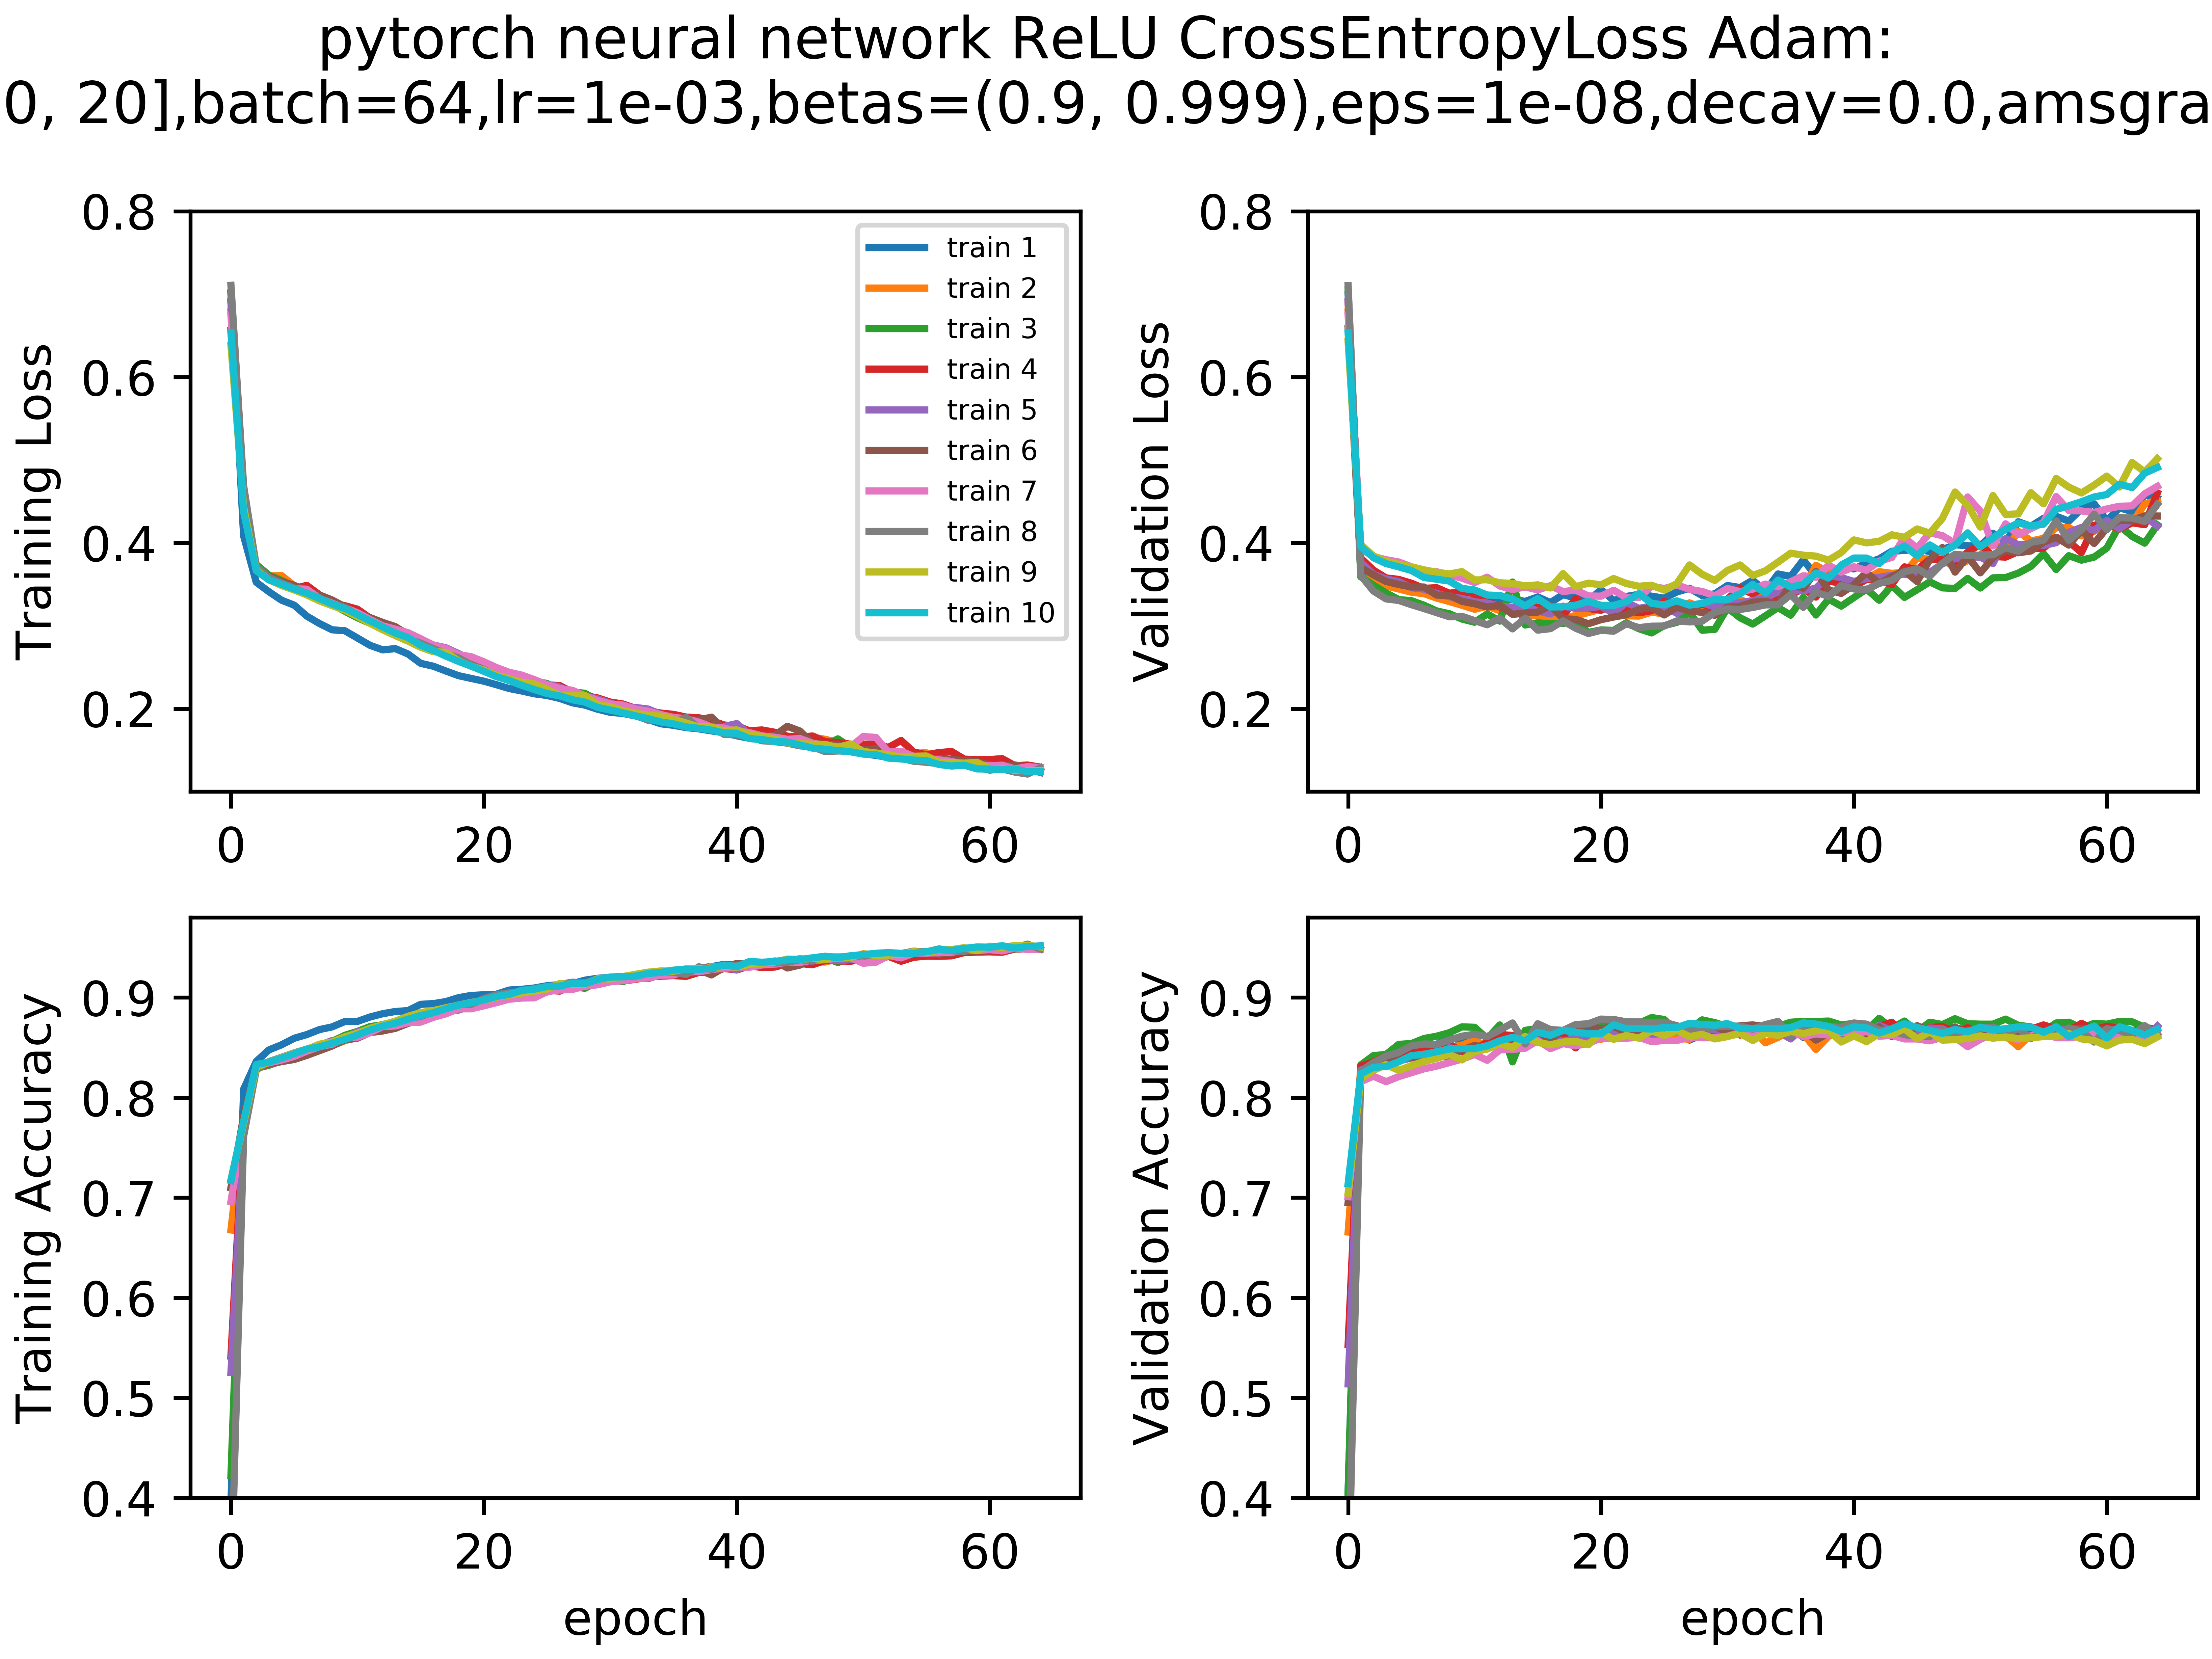 pytorch neural network ReLU CrossEntropyLoss Adam:
0, 20],batch=64,lr=1e-03,betas=(0.9, 0.999),eps=1e-08,decay=0.0,amsgra
0.8
0.6
0.4
0.2
Training Loss
0 20 40 60
train 1
train 2
train 3
train 4
train 5
train 6
train 7
train 8
train 9
train 10
0.8
0.6
0.4
0.2
Validation Loss
0 20 40 60
0.9
0.8
0.7
0.6
0.5
0.4
Training Accuracy
0 20 40 60
epoch
0.9
0.8
0.7
0.6
0.5
0.4
Validation Accuracy
0 20 40 60
epoch